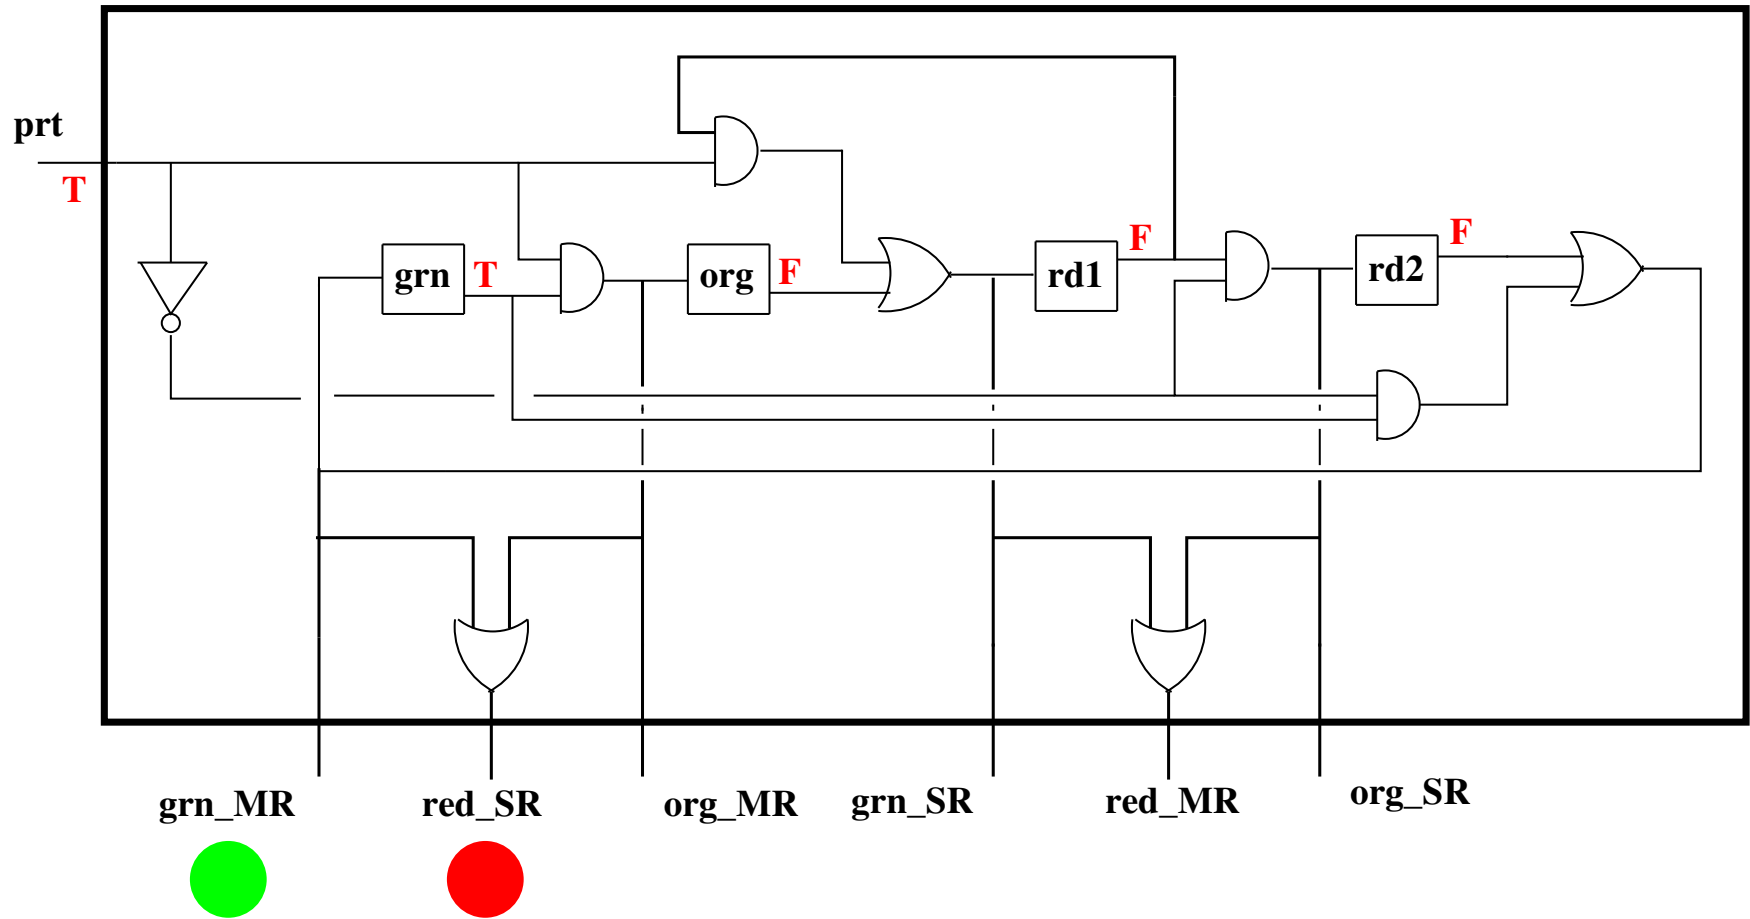 prt
T
grn
T
org
F
rd1
F
rd2
F
grn_MR
red_SR
org_MR
grn_SR
red_MR
org_SR